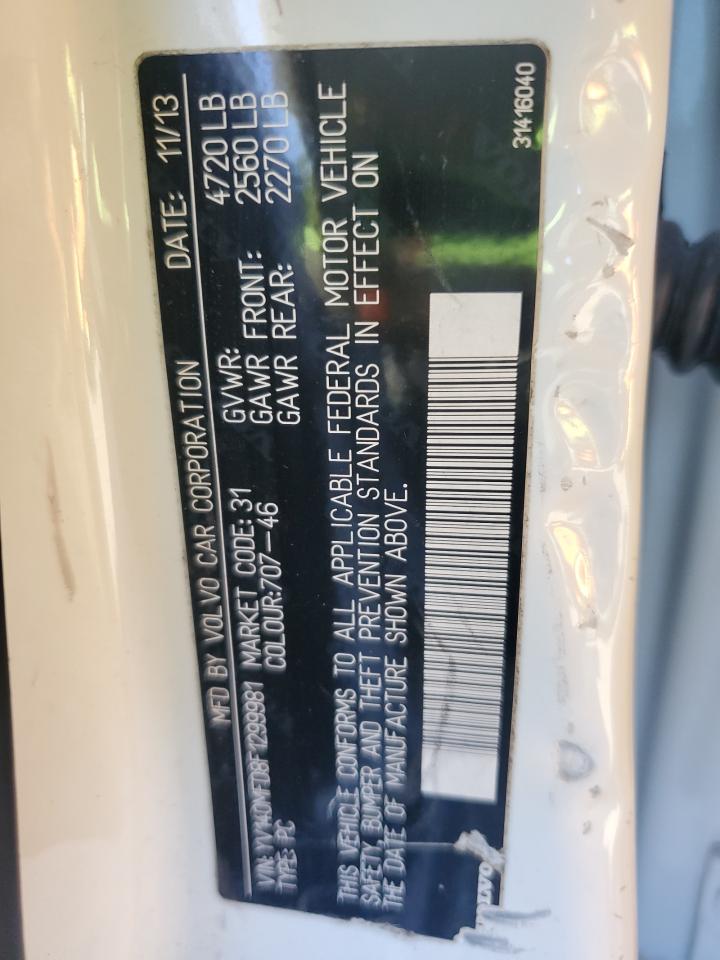 MFD BY VOLVO CAR CORPORATION DATE: 11/13
VIN: GVWR: 4720 LB
MARKET CODE: 31 GAWR FRONT: 2560 LB
TYPE: PC COLOUR:707-46 GAWR REAR: 2270 LB
THIS VEHICLE CONFORMS TO ALL APPLICABLE FEDERAL MOTOR VEHICLE
SAFETY, BUMPER AND THEFT PREVENTION STANDARDS IN EFFECT ON
THE DATE OF MANUFACTURE SHOWN ABOVE.
31416040